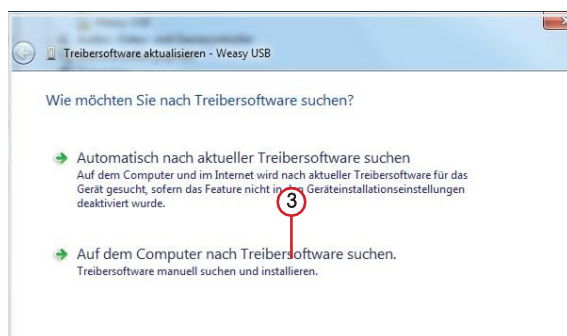 Treibersoftware aktualisieren - Weasy USB
Wie möchten Sie nach Treibersoftware suchen?
Automatisch nach aktueller Treibersoftware suchen
Auf dem Computer und im Internet wird nach aktueller Treibersoftware für das
Gerät gesucht, sofern das Feature nicht in den Geräteinstallationseinstellungen
deaktiviert wurde.
3
Auf dem Computer nach Treibersoftware suchen.
Treibersoftware manuell suchen und installieren.